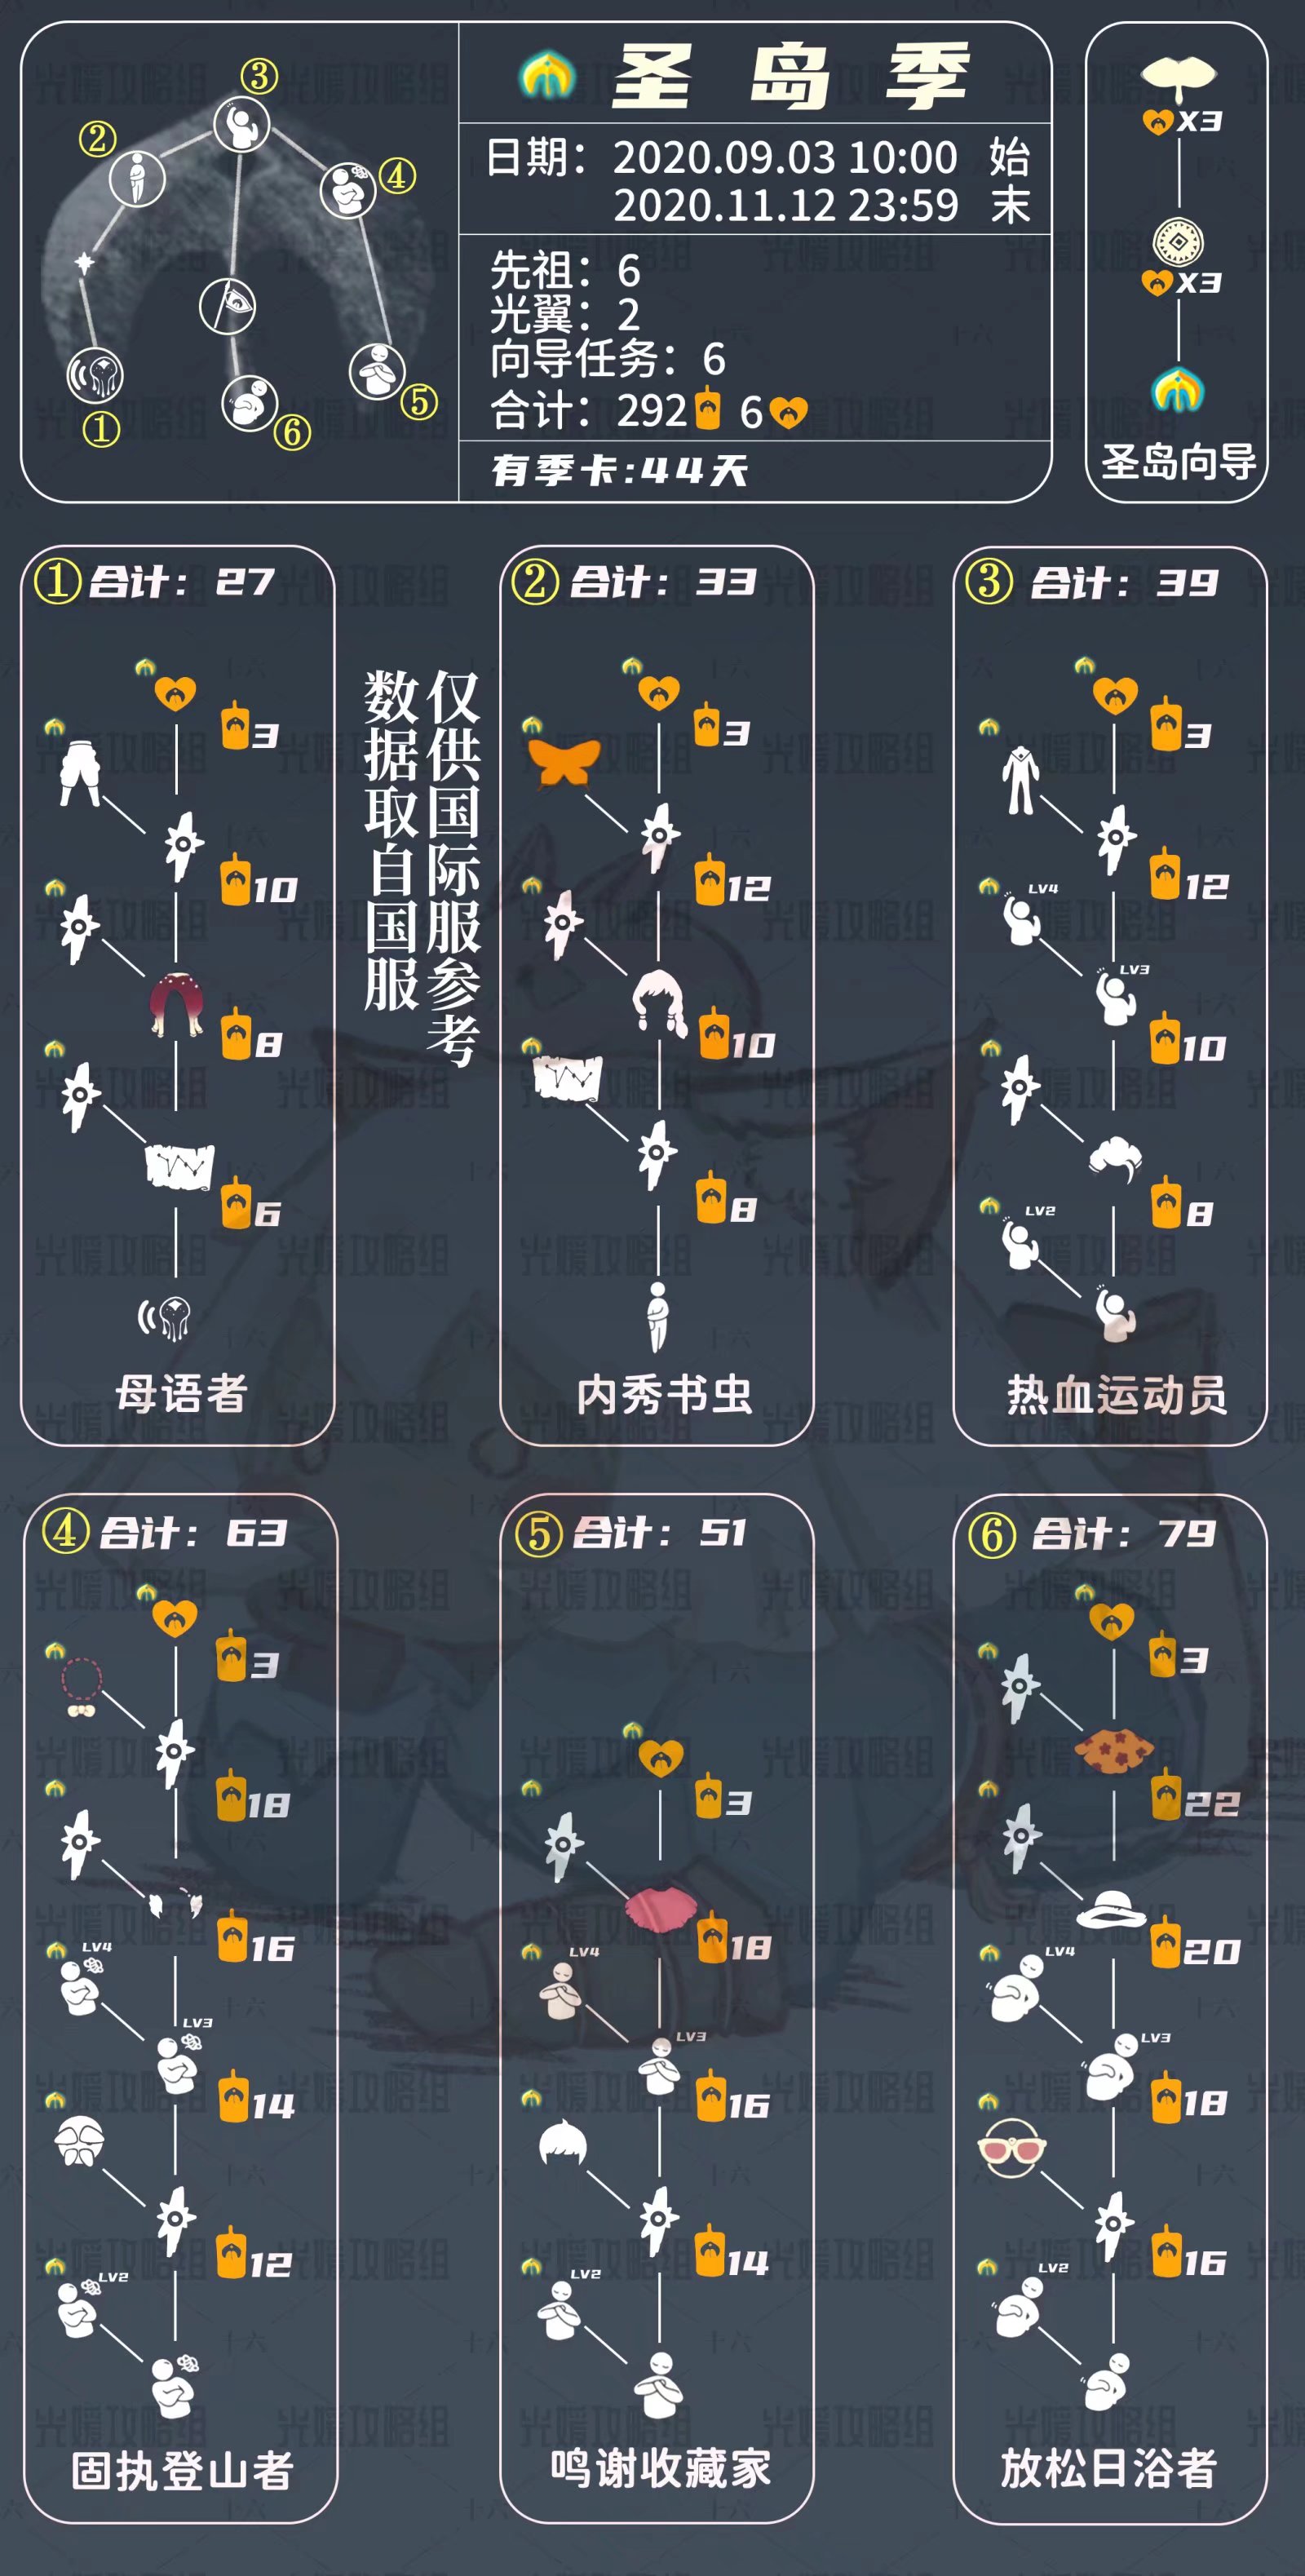 圣岛季
日期：2020.09.03 10:00 始
2020.11.12 23:59 末
先祖：6
光翼：2
向导任务：6
合计：292 6
有季卡:44天
①
②
③
④
⑤
⑥
X3
X3
圣岛向导
① 合计：27
3
10
8
6
母语者
仅供国际服参考
数据取自国服
② 合计：33
3
12
10
8
内秀书虫
③ 合计：39
3
12
LV4
LV3
10
8
LV2
热血运动员
④ 合计：63
3
18
16
LV4
LV3
14
12
LV2
固执登山者
⑤ 合计：51
3
18
LV4
LV3
16
14
LV2
鸣谢收藏家
⑥ 合计：79
3
22
20
LV4
LV3
18
16
LV2
放松日浴者
光媛攻略组
十六